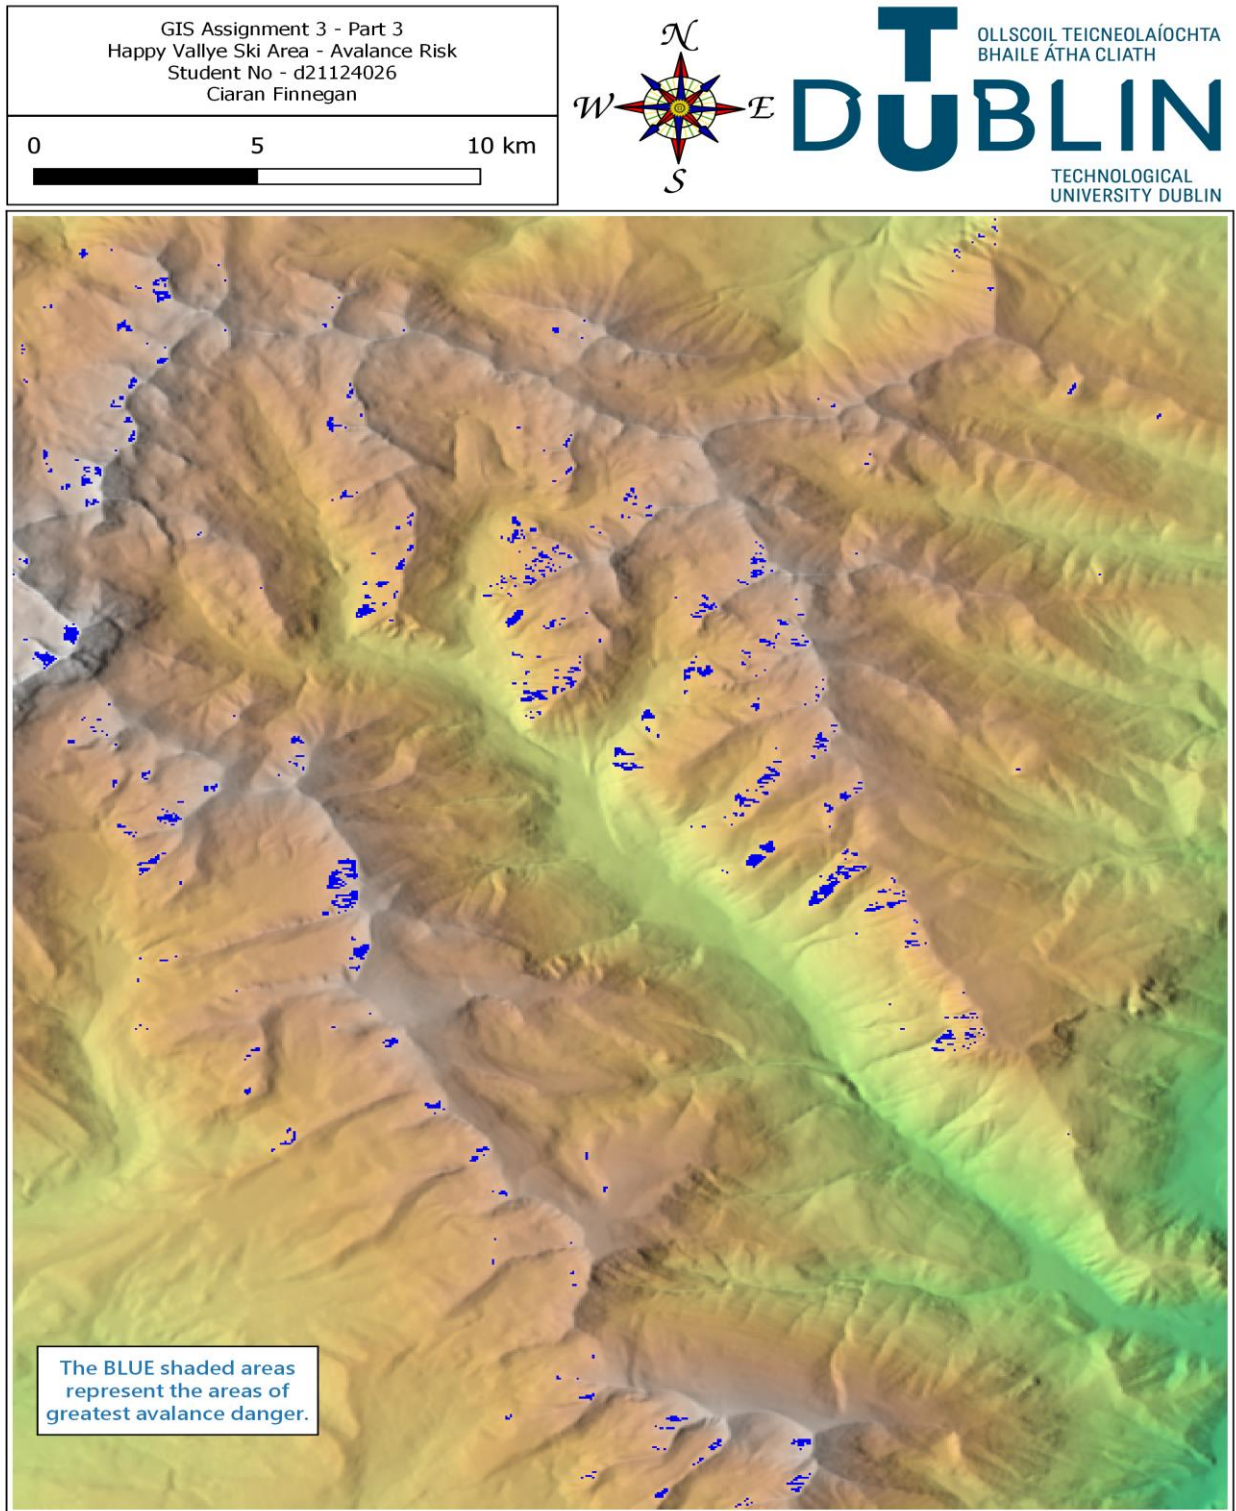 GIS Assignment 3 - Part 3
Happy Vallye Ski Area - Avalance Risk
Student No - d21124026
Ciaran Finnegan
0 5 10 km
N
W E
S
OLLSCOIL TEICNEOLAÍOCHTA
BHAILE ÁTHA CLIATH
T
DUBLIN
TECHNOLOGICAL
UNIVERSITY DUBLIN
The BLUE shaded areas
represent the areas of
greatest avalance danger.